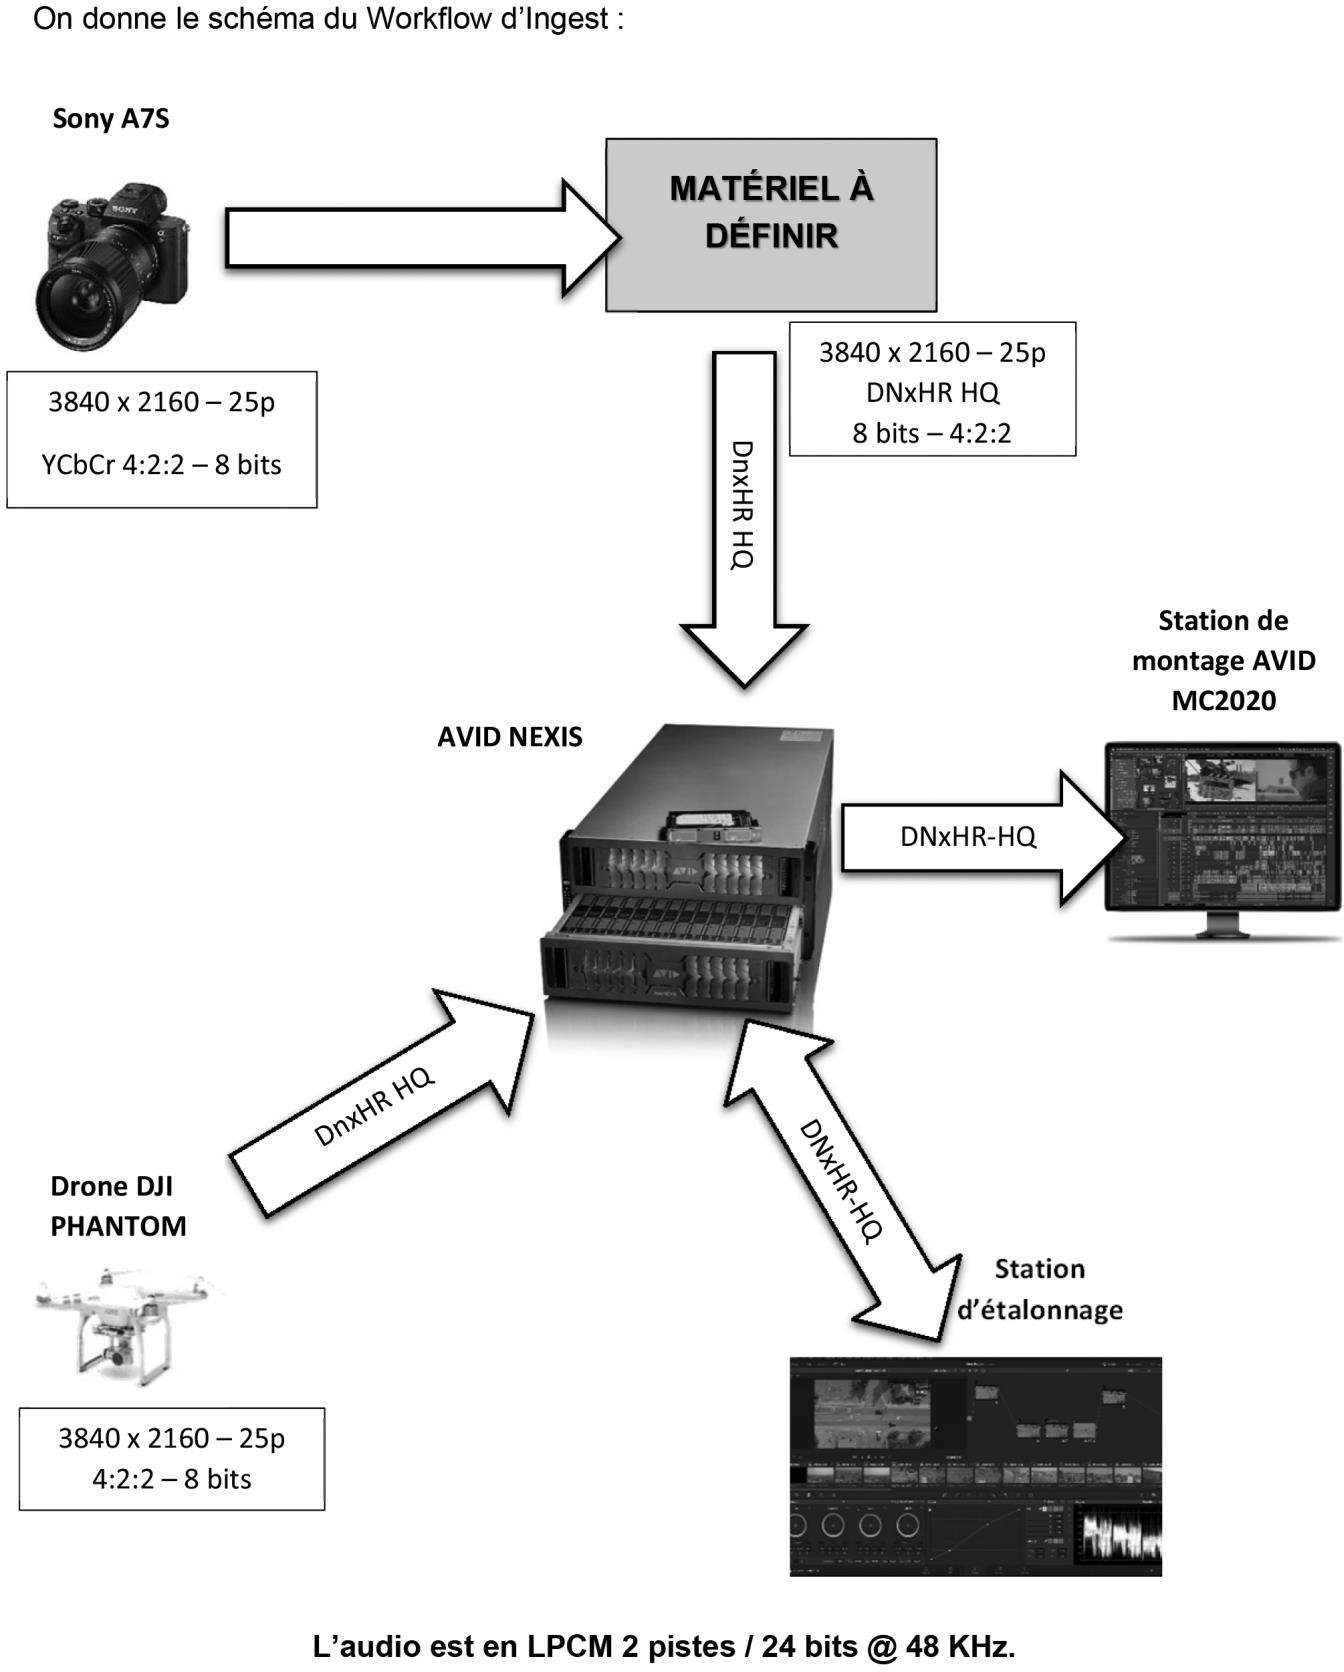 On donne le schéma du Workflow d’Ingest :
Sony A7S
SONY
MATÉRIEL À
DÉFINIR
3840 x 2160 – 25p
YCbCr 4:2:2 – 8 bits
3840 x 2160 – 25p
DNxHR HQ
8 bits – 4:2:2
DnxHR HQ
Station de
montage AVID
MC2020
AVID NEXIS
AVID
AVID
DNxHR-HQ
DnxHR HQ
DNxHR-HQ
Drone DJI
PHANTOM
3840 x 2160 – 25p
4:2:2 – 8 bits
Station
d’étalonnage
L’audio est en LPCM 2 pistes / 24 bits @ 48 KHz.